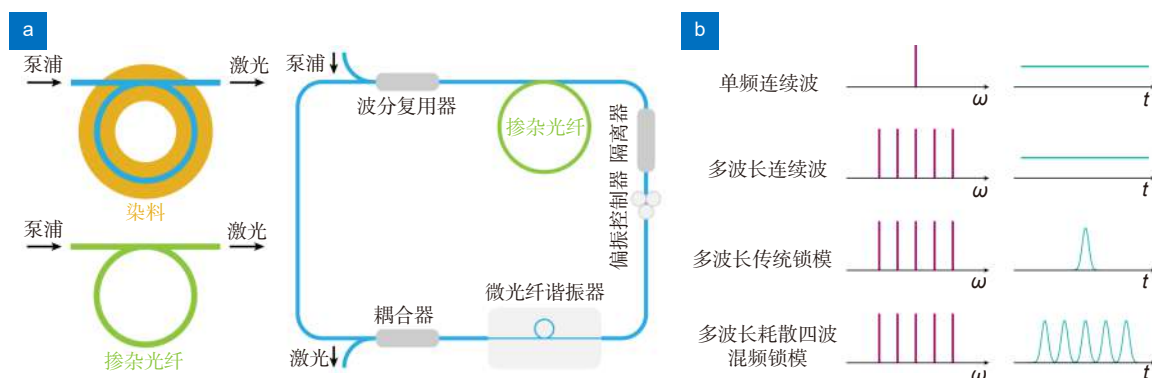 a
泵浦
激光
染料
泵浦
激光
掺杂光纤
泵浦
波分复用器
掺杂光纤
隔离器
偏振控制器
微光纤谐振器
耦合器
激光
b
单频连续波
ω
t
多波长连续波
ω
t
多波长传统锁模
ω
t
多波长耗散四波
混频锁模
ω
t